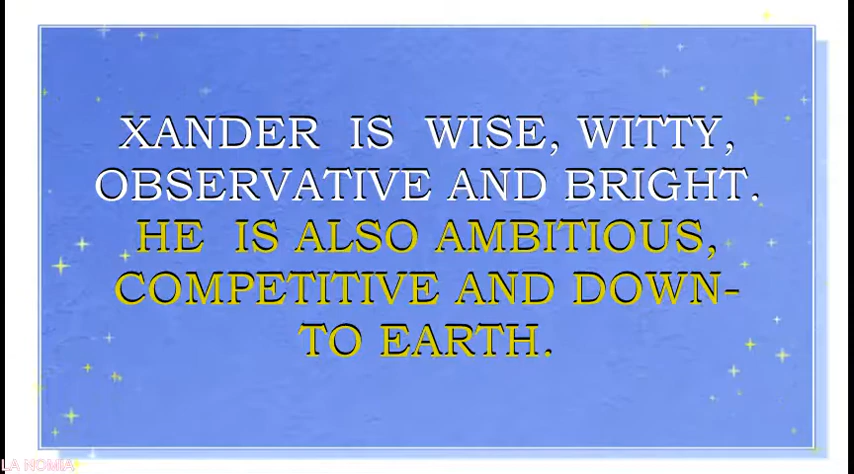 XANDER IS WISE, WITTY,
OBSERVATIVE AND BRIGHT.
HE IS ALSO AMBITIOUS,
COMPETITIVE AND DOWN-
TO EARTH.
LA NOMIA